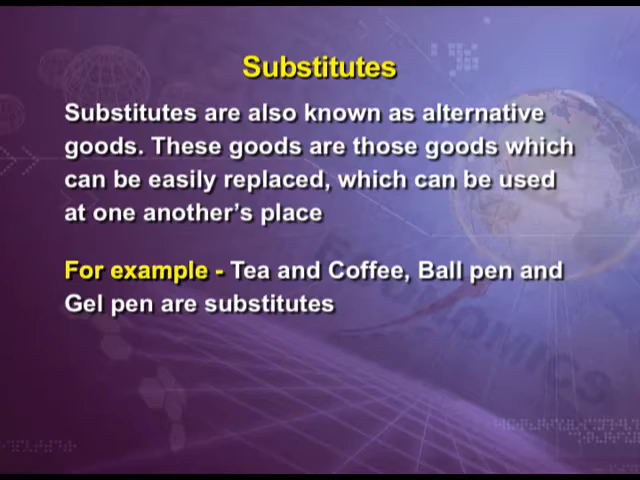 Substitutes
Substitutes are also known as alternative
goods. These goods are those goods which
can be easily replaced, which can be used
at one another's place
For example - Tea and Coffee, Ball pen and
Gel pen are substitutes